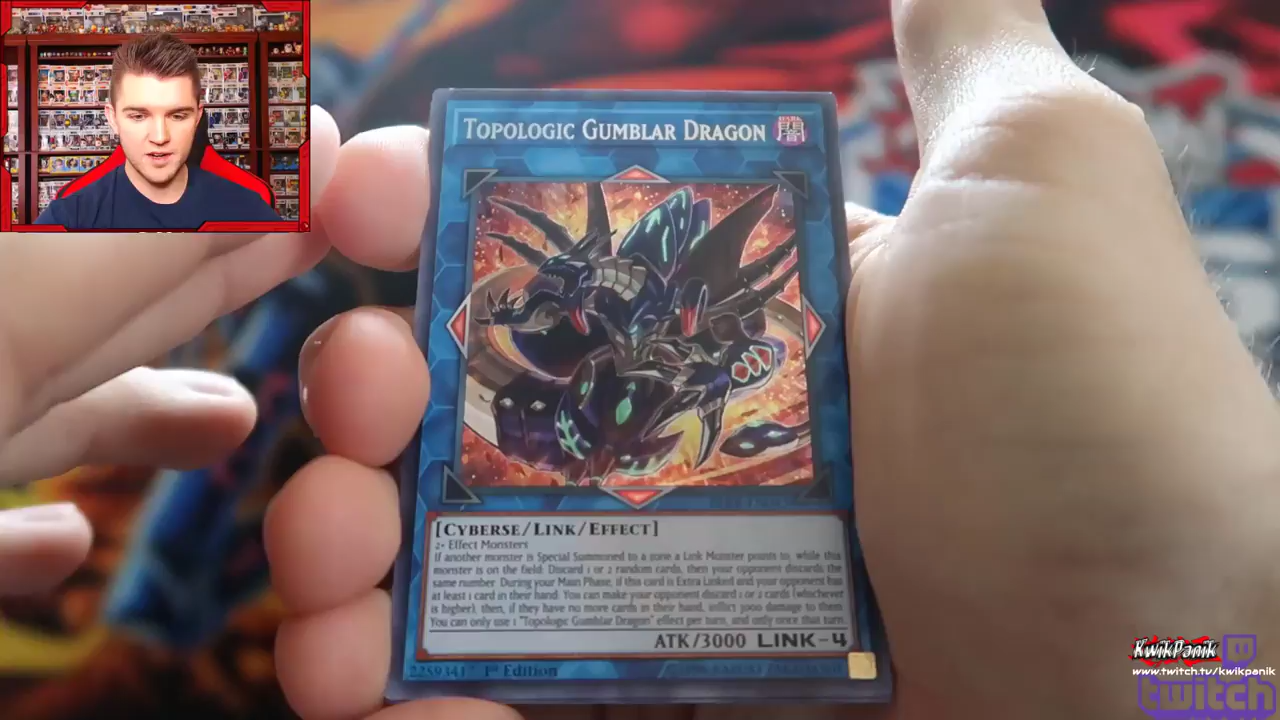 TOPOLOGIC GUMBLAR DRAGON
DARK
闇
[CYBERSE/LINK/EFFECT]
2+ Effect Monsters
If another monster is Special Summoned to a zone a Link Monster points to, while this
monster is on the field: Discard 1 or 2 random cards, then your opponent discards the
same number. During your Main Phase, if this card is Extra Linked and your opponent has
at least 1 card in their hand: You can make your opponent discard 1 or 2 cards (whichever
is higher), then, if they have no more cards in their hand, inflict 3000 damage to them.
You can only use 1 "Topologic Gumblar Dragon" effect per turn, and only once that turn.
ATK/3000 LINK-4
1st Edition
KwikPanik
www.twitch.tv/kwikpanik
twitch